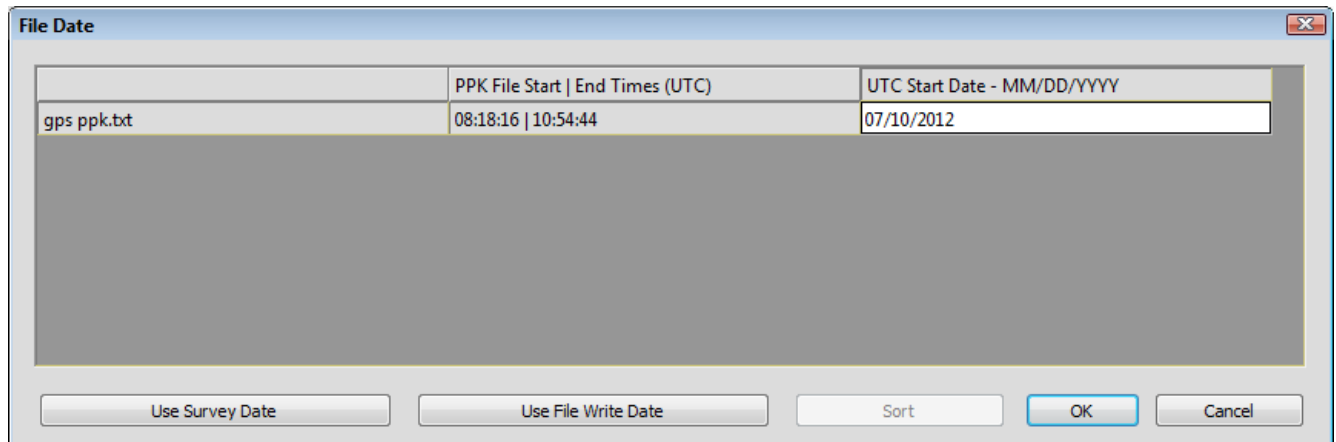 File Date
PPK File Start | End Times (UTC) UTC Start Date - MM/DD/YYYY
gps ppk.txt 08:18:16 | 10:54:44 07/10/2012
Use Survey Date Use File Write Date Sort OK Cancel